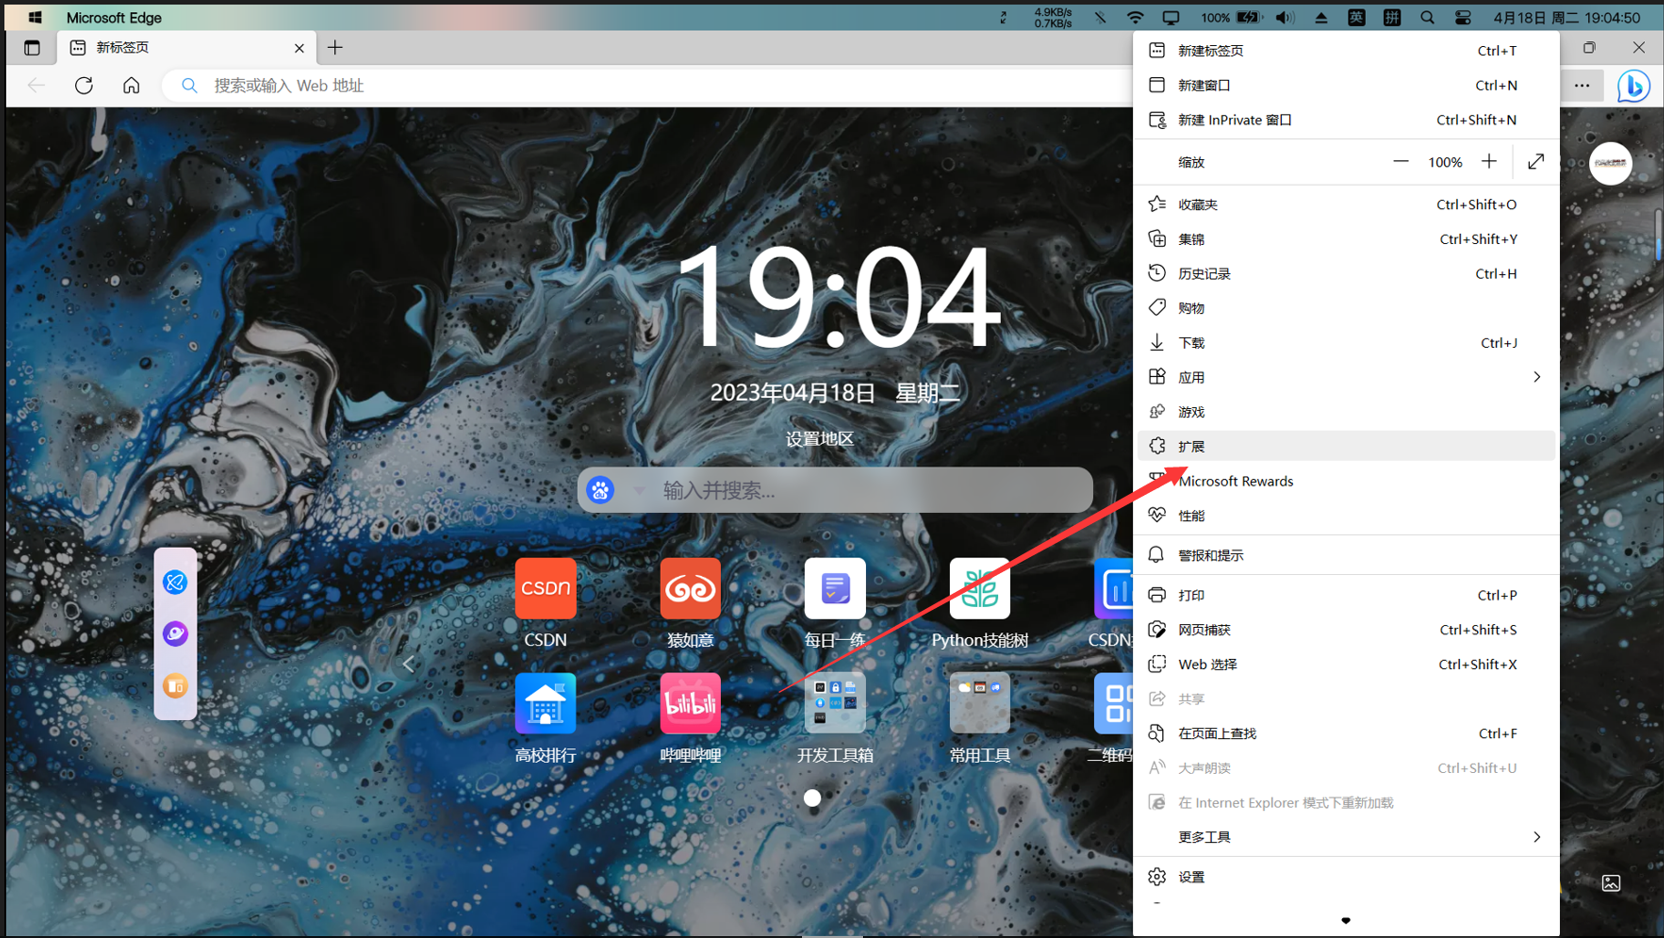 Microsoft Edge
4.9KB/s
0.7KB/s
100%
英
拼
4月18日 周二 19:04:50
新标签页
搜索或输入 Web 地址
19:04
2023年04月18日 星期二
设置地区
输入并搜索...
CSDN
CSDN
猿如意
每日一练
Python技能树
CSDN
高校排行
bilibili
哔哩哔哩
开发工具箱
常用工具
二维码
新建标签页 Ctrl+T
新建窗口 Ctrl+N
新建 InPrivate 窗口 Ctrl+Shift+N
缩放 — 100% +
收藏夹 Ctrl+Shift+O
集锦 Ctrl+Shift+Y
历史记录 Ctrl+H
购物
下载 Ctrl+J
应用
游戏
扩展
Microsoft Rewards
性能
警报和提示
打印 Ctrl+P
网页捕获 Ctrl+Shift+S
Web 选择 Ctrl+Shift+X
共享
在页面上查找 Ctrl+F
大声朗读 Ctrl+Shift+U
在 Internet Explorer 模式下重新加载
更多工具
设置